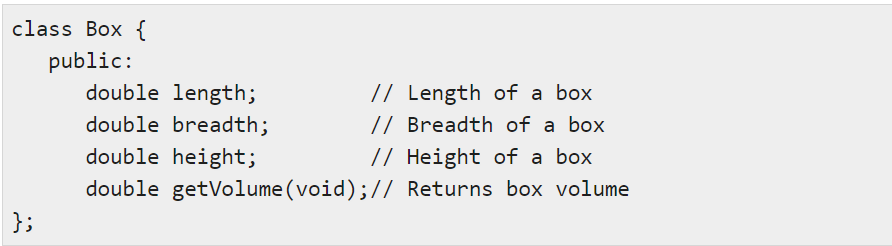 class Box {
   public:
      double length;         // Length of a box
      double breadth;        // Breadth of a box
      double height;         // Height of a box
      double getVolume(void);// Returns box volume
};